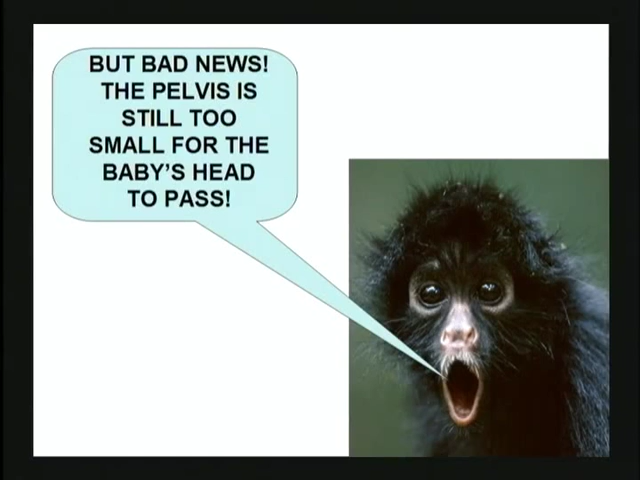 BUT BAD NEWS!
THE PELVIS IS
STILL TOO
SMALL FOR THE
BABY'S HEAD
TO PASS!